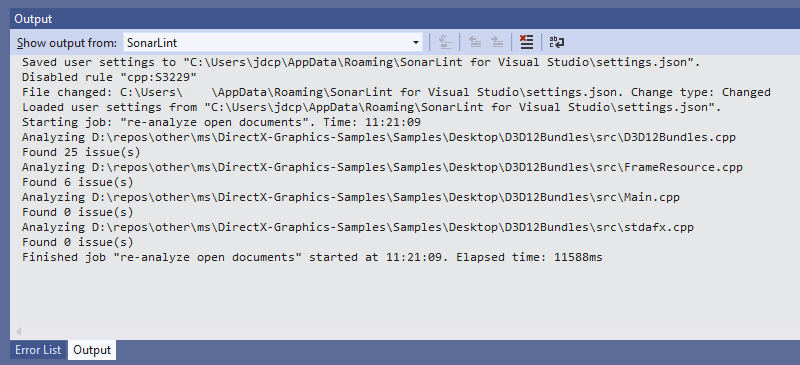 Output
Show output from: SonarLint
Saved user settings to "C:\Users\jdcp\AppData\Roaming\SonarLint for Visual Studio\settings.json".
Disabled rule "cpp:S3229"
File changed: C:\Users\    \AppData\Roaming\SonarLint for Visual Studio\settings.json. Change type: Changed
Loaded user settings from "C:\Users\jdcp\AppData\Roaming\SonarLint for Visual Studio\settings.json".
Starting job: "re-analyze open documents". Time: 11:21:09
Analyzing D:\repos\other\ms\DirectX-Graphics-Samples\Samples\Desktop\D3D12Bundles\src\D3D12Bundles.cpp
Found 25 issue(s)
Analyzing D:\repos\other\ms\DirectX-Graphics-Samples\Samples\Desktop\D3D12Bundles\src\FrameResource.cpp
Found 6 issue(s)
Analyzing D:\repos\other\ms\DirectX-Graphics-Samples\Samples\Desktop\D3D12Bundles\src\Main.cpp
Found 0 issue(s)
Analyzing D:\repos\other\ms\DirectX-Graphics-Samples\Samples\Desktop\D3D12Bundles\src\stdafx.cpp
Found 0 issue(s)
Finished job "re-analyze open documents" started at 11:21:09. Elapsed time: 11588ms
Error List Output